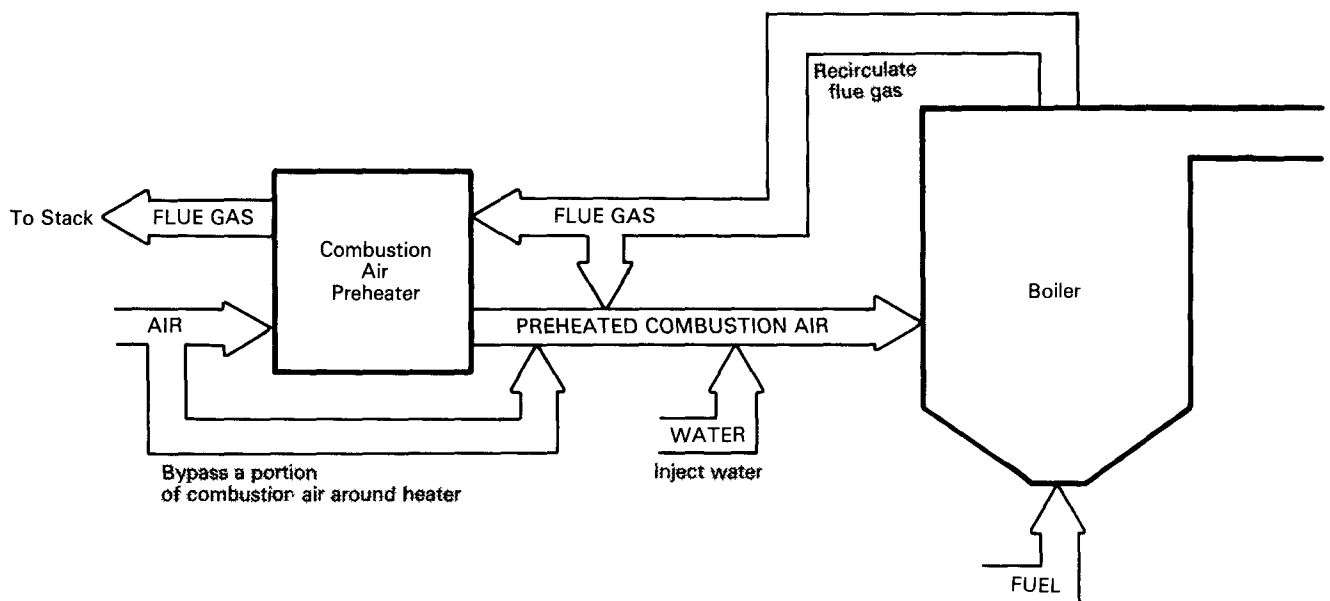 Recirculate
flue gas
To Stack
FLUE GAS
FLUE GAS
Combustion
Air
Preheater
Boiler
AIR
PREHEATED COMBUSTION AIR
WATER
Inject water
Bypass a portion
of combustion air around heater
FUEL